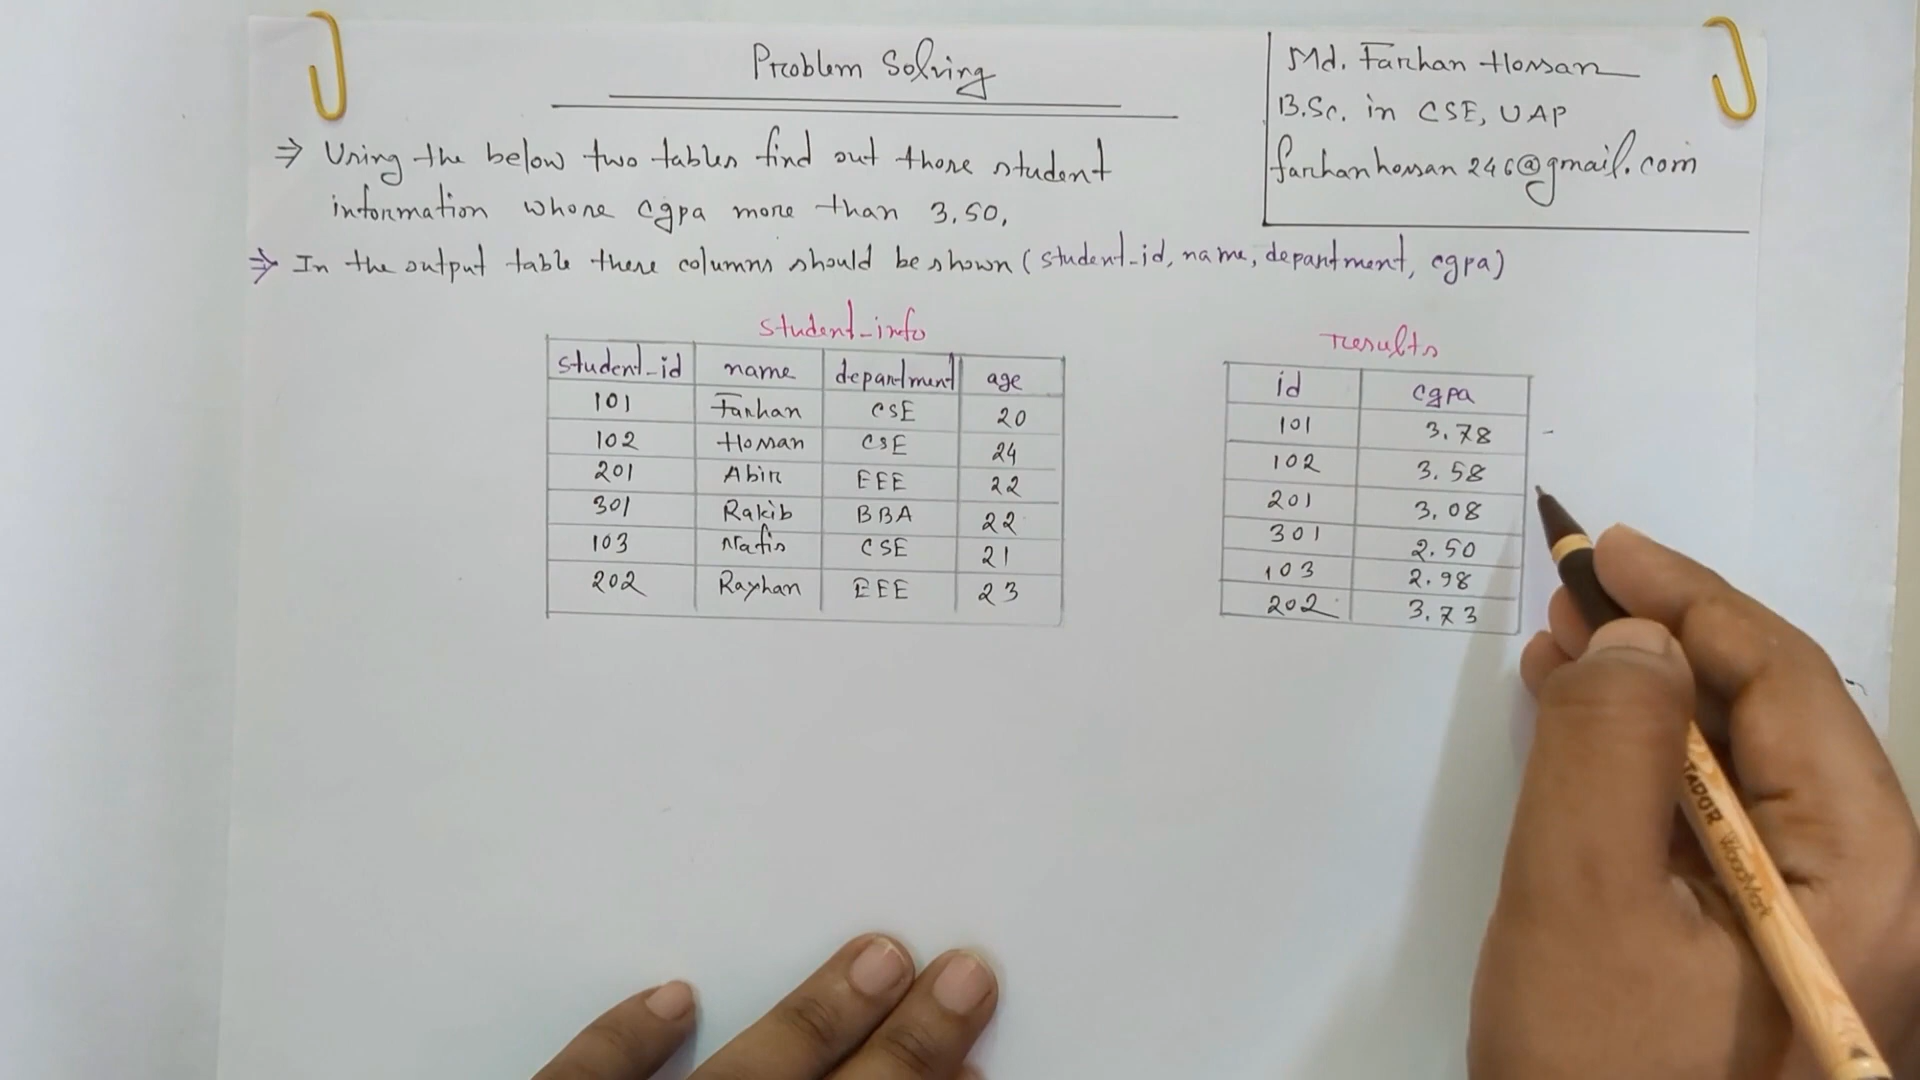 Problem Solving
Md. Farhan Hossan
B.Sc. in CSE, UAP
farhanhossan246@gmail.com
⇒ Using the below two tables find out those student
information whose cgpa more than 3.50.
⇒ In the output table these columns should be shown (student_id, name, department, cgpa)
student_info
student_id name department age
101 Farhan CSE 20
102 Hossan CSE 24
201 Abir EEE 22
301 Rakib BBA 22
103 Nafis CSE 21
202 Rayhan EEE 23
results
id cgpa
101 3.78
102 3.58
201 3.08
301 2.50
103 2.98
202 3.73
MATADOR WoodMark